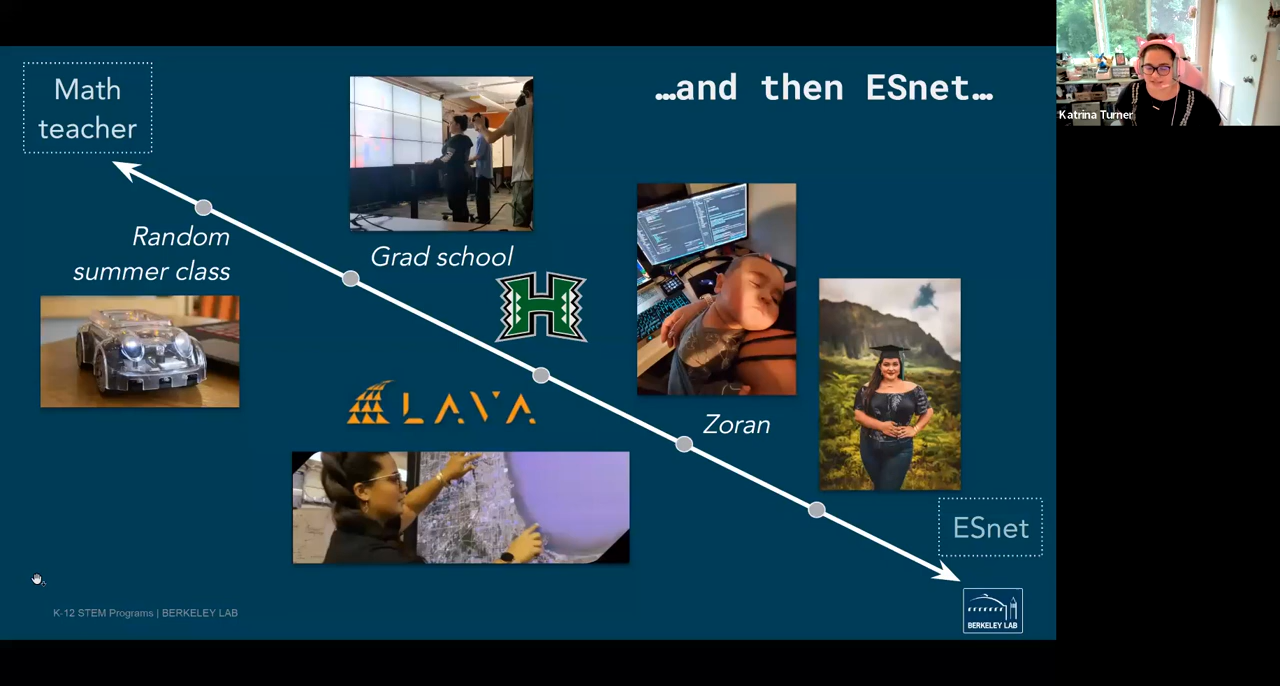 Math
teacher
…and then ESnet…
Katrina Turner
Random
summer class
Grad school
H
LAVA
Zoran
ESnet
K-12 STEM Programs | BERKELEY LAB
BERKELEY LAB